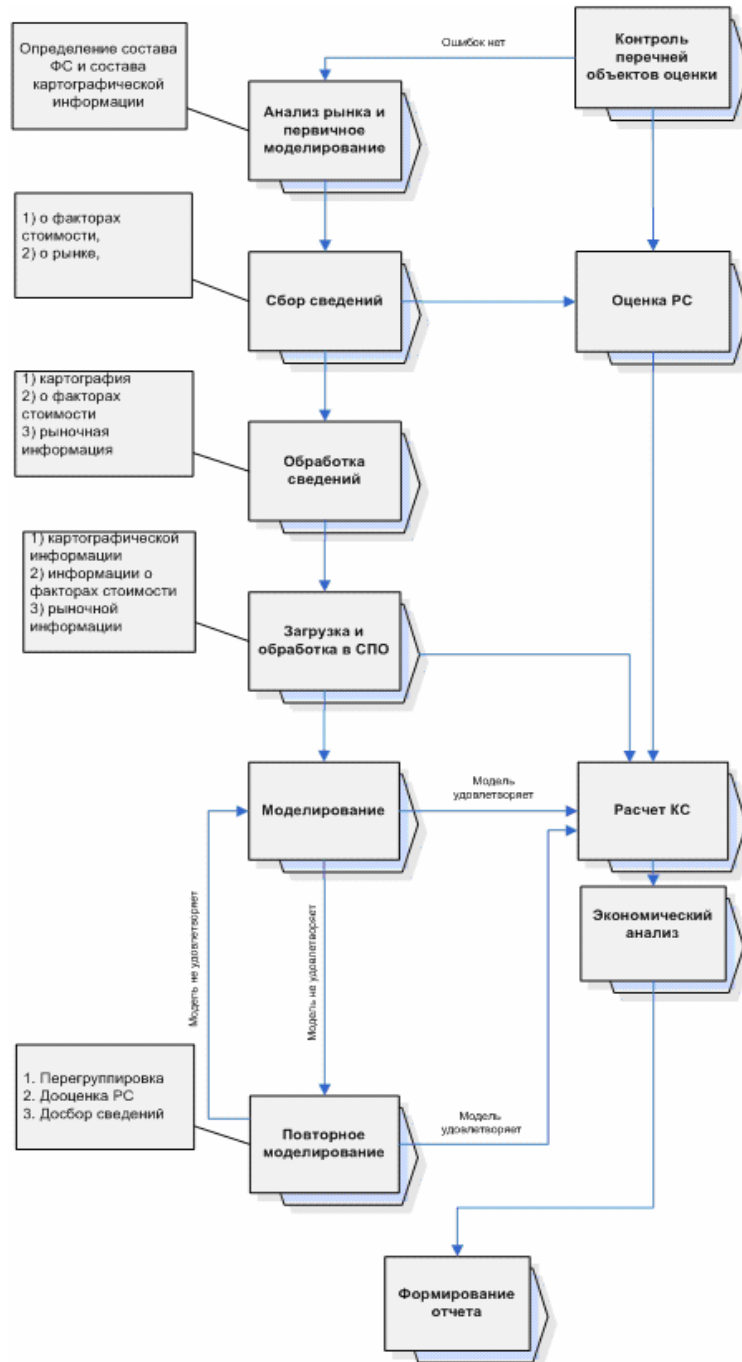 Определение состава
ФС и состава
картографической
информации
Ошибок нет
Контроль
перечней
объектов оценки
Анализ рынка и
первичное
моделирование
1) о факторах
стоимости,
2) о рынке,
Сбор сведений
Оценка РС
1) картография
2) о факторах
стоимости
3) рыночная
информация
Обработка
сведений
1) картографической
информации
2) информации о
факторах стоимости
3) рыночной
информации
Загрузка и
обработка в СПО
Моделирование
Модель
удовлетворяет
Расчет КС
Экономический
анализ
Модель не удовлетворяет
Модель не удовлетворяет
1. Перегруппировка
2. Дооценка РС
3. Досбор сведений
Повторное
моделирование
Модель
удовлетворяет
Формирование
отчета